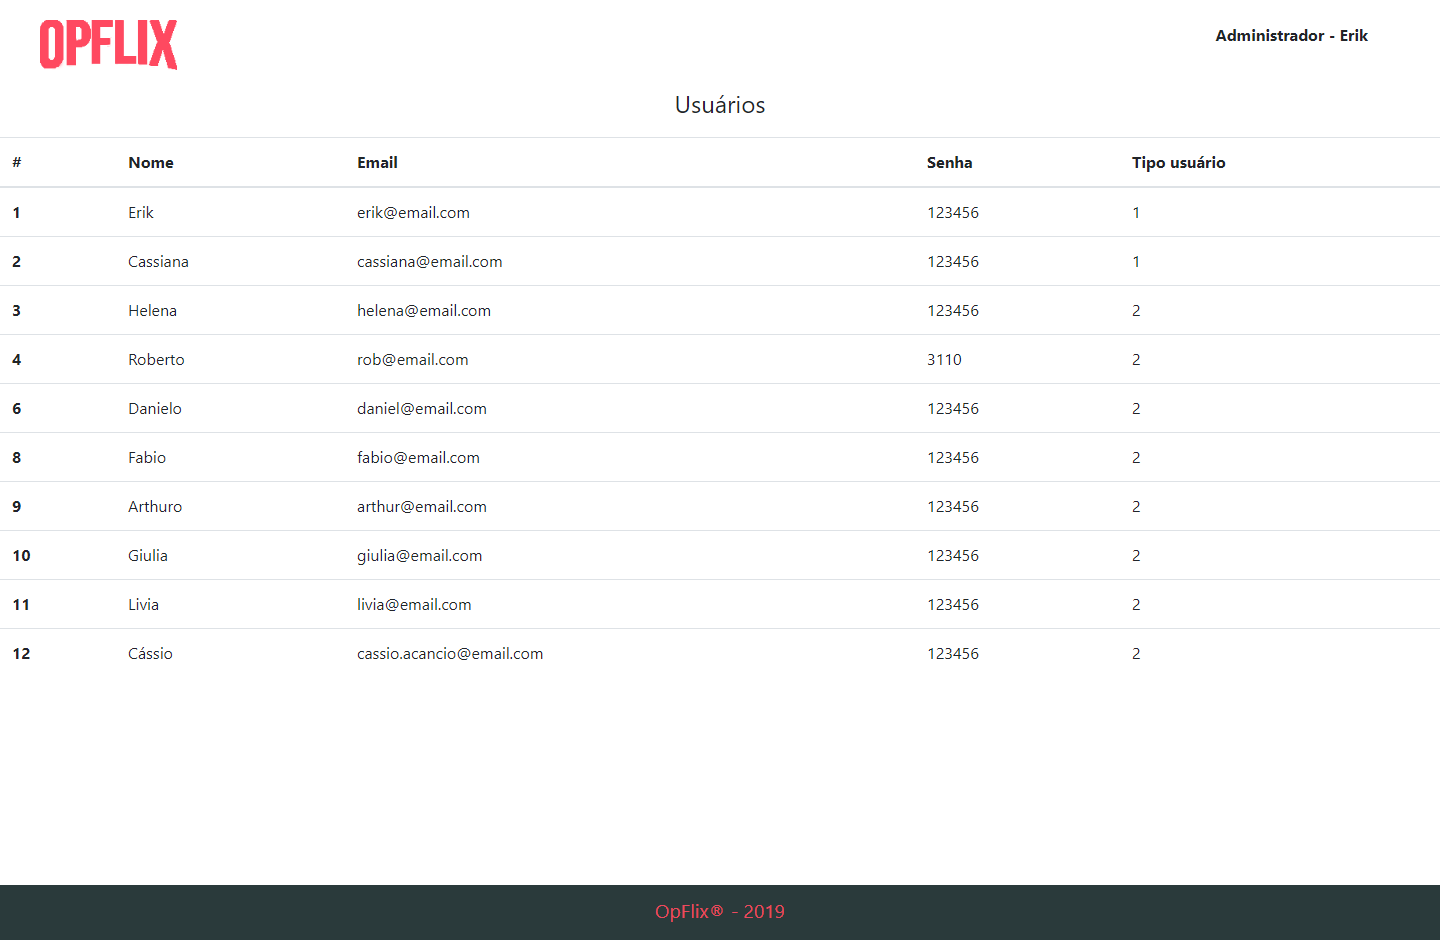 OPFLIX
Administrador - Erik
Usuários
# Nome Email Senha Tipo usuário
1 Erik erik@email.com 123456 1
2 Cassiana cassiana@email.com 123456 1
3 Helena helena@email.com 123456 2
4 Roberto rob@email.com 3110 2
6 Danielo daniel@email.com 123456 2
8 Fabio fabio@email.com 123456 2
9 Arthuro arthur@email.com 123456 2
10 Giulia giulia@email.com 123456 2
11 Livia livia@email.com 123456 2
12 Cássio cassio.acancio@email.com 123456 2
OpFlix® - 2019